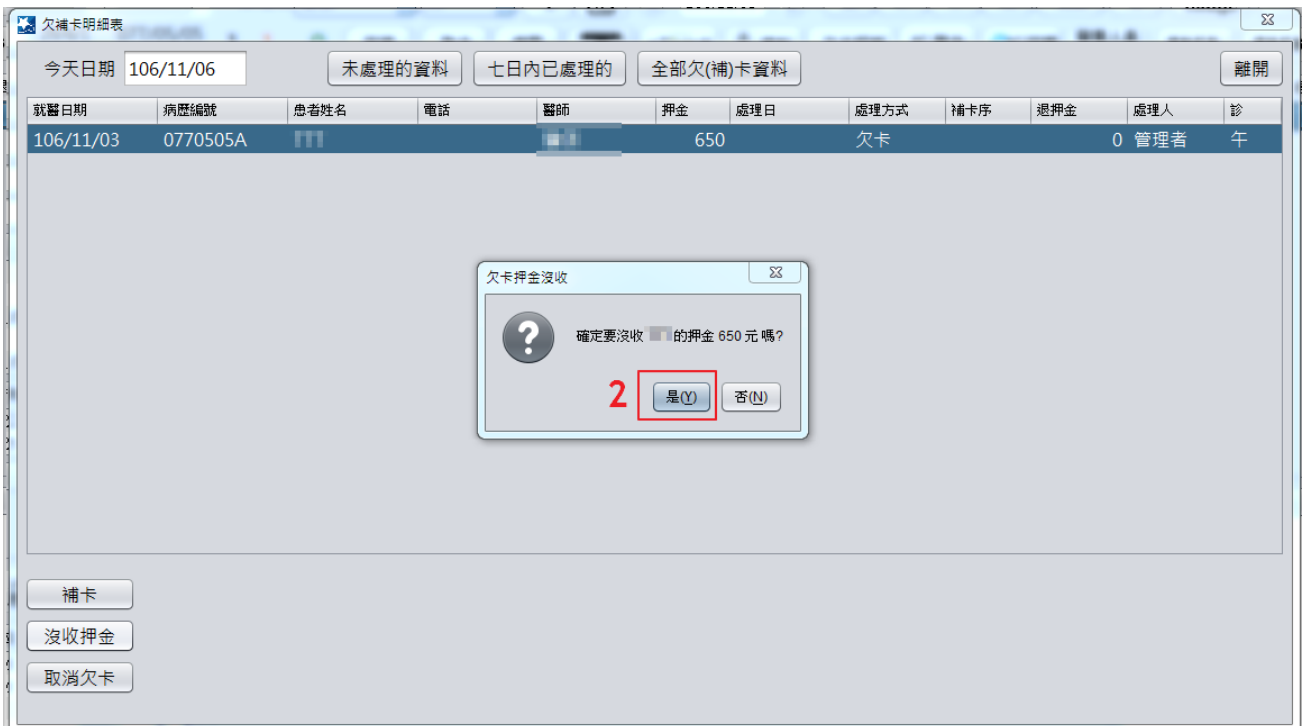 欠補卡明細表
今天日期 106/11/06 未處理的資料 七日內已處理的 全部欠(補)卡資料 離開
就醫日期 病歷編號 患者姓名 電話 醫師 押金 處理日 處理方式 補卡序 退押金 處理人 診
106/11/03 0770505A 650 欠卡 0 管理者 午
欠卡押金沒收
確定要沒收 的押金 650 元 嗎?
2 是(Y) 否(N)
補卡
沒收押金
取消欠卡